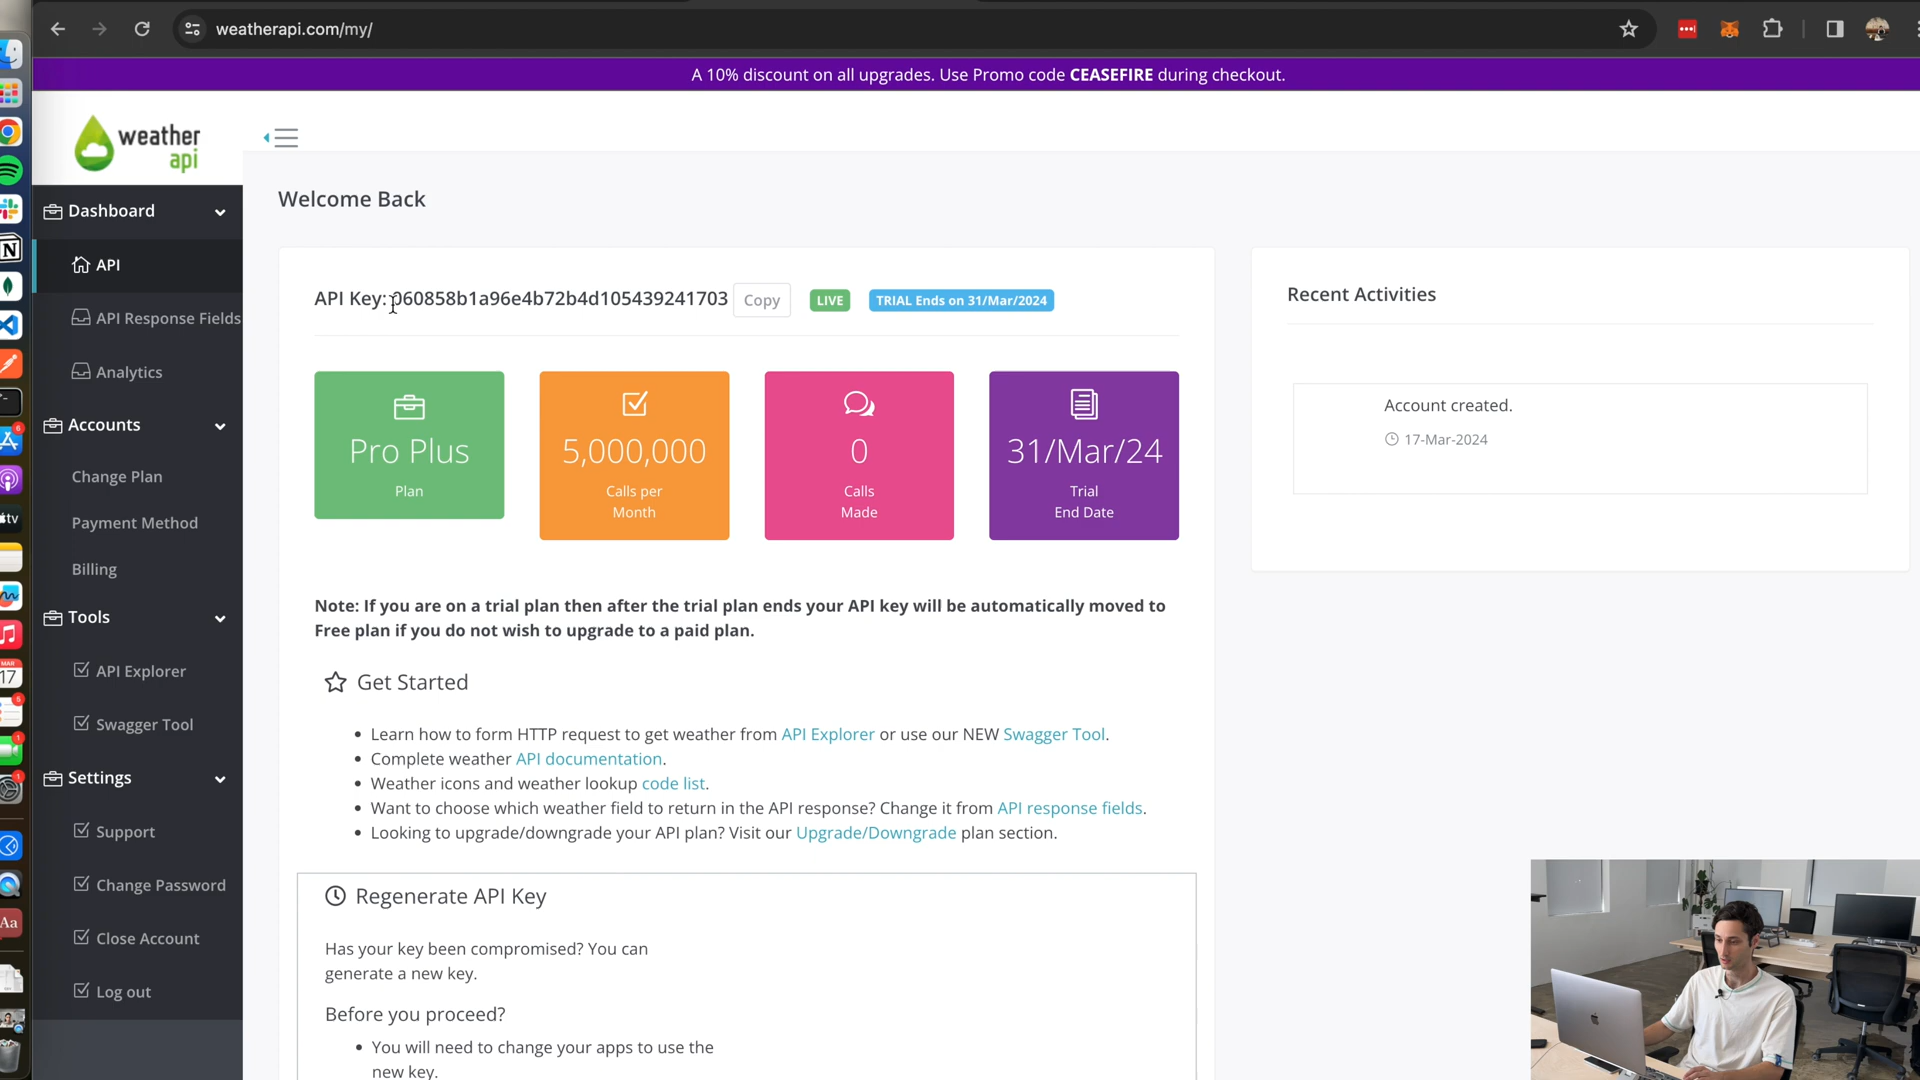 weatherapi.com/my/
A 10% discount on all upgrades. Use Promo code CEASEFIRE during checkout.
weather
api
Welcome Back
Dashboard
API
API Response Fields
Analytics
Accounts
Change Plan
Payment Method
Billing
Tools
API Explorer
Swagger Tool
Settings
Support
Change Password
Close Account
Log out
API Key: 060858b1a96e4b72b4d105439241703 Copy LIVE TRIAL Ends on 31/Mar/2024
Pro Plus
Plan
5,000,000
Calls per
Month
0
Calls
Made
31/Mar/24
Trial
End Date
Note: If you are on a trial plan then after the trial plan ends your API key will be automatically moved to
Free plan if you do not wish to upgrade to a paid plan.
Get Started
• Learn how to form HTTP request to get weather from API Explorer or use our NEW Swagger Tool.
• Complete weather API documentation.
• Weather icons and weather lookup code list.
• Want to choose which weather field to return in the API response? Change it from API response fields.
• Looking to upgrade/downgrade your API plan? Visit our Upgrade/Downgrade plan section.
Regenerate API Key
Has your key been compromised? You can
generate a new key.
Before you proceed?
• You will need to change your apps to use the
new key.
Recent Activities
Account created.
17-Mar-2024
N
tv
MAR
17
Aa
6
6
1
1